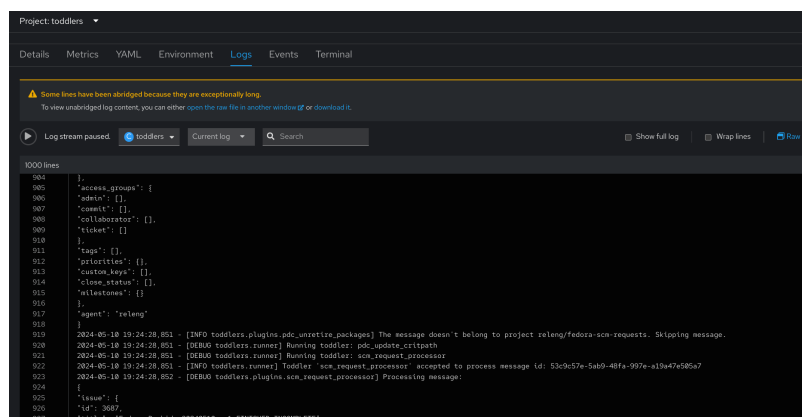 Project: toddlers
Details Metrics YAML Environment Logs Events Terminal
Some lines have been abridged because they are exceptionally long.
To view unabridged log content, you can either open the raw file in another window or download it.
Log stream paused. C toddlers Current log Search Show full log Wrap lines Raw
1000 lines
904 ],
905 "access_groups": {
906 "admin": [],
907 "commit": [],
908 "collaborator": [],
909 "ticket": []
910 },
911 "tags": [],
912 "priorities": {},
913 "custom_keys": [],
914 "close_status": [],
915 "milestones": {}
916 },
917 "agent": "releng"
918 }
919 2024-05-10 19:24:28,851 - [INFO toddlers.plugins.pdc_unretire_packages] The message doesn't belong to project releng/fedora-scm-requests. Skipping message.
920 2024-05-10 19:24:28,851 - [DEBUG toddlers.runner] Running toddler: pdc_update_critpath
921 2024-05-10 19:24:28,851 - [DEBUG toddlers.runner] Running toddler: scm_request_processor
922 2024-05-10 19:24:28,851 - [INFO toddlers.runner] Toddler 'scm_request_processor' accepted to process message id: 53c9c57e-5ab9-48fa-997e-a19a47e505a7
923 2024-05-10 19:24:28,852 - [DEBUG toddlers.plugins.scm_request_processor] Processing message:
924 {
925 "issue": {
926 "id": 3687,